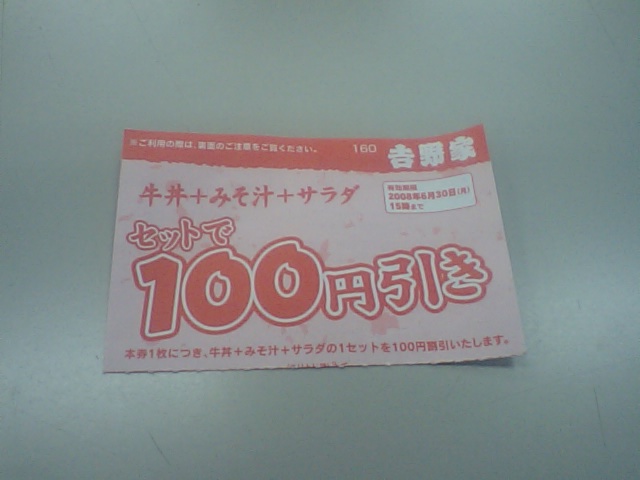 ※ご利用の際は、裏面のご注意をご覧ください。 160 吉野家
牛丼+みそ汁+サラダ
有効期限
2008年6月30日(月)
15時まで
セットで
100円引き
本券1枚につき、牛丼+みそ汁+サラダの1セットを100円割引いたします。